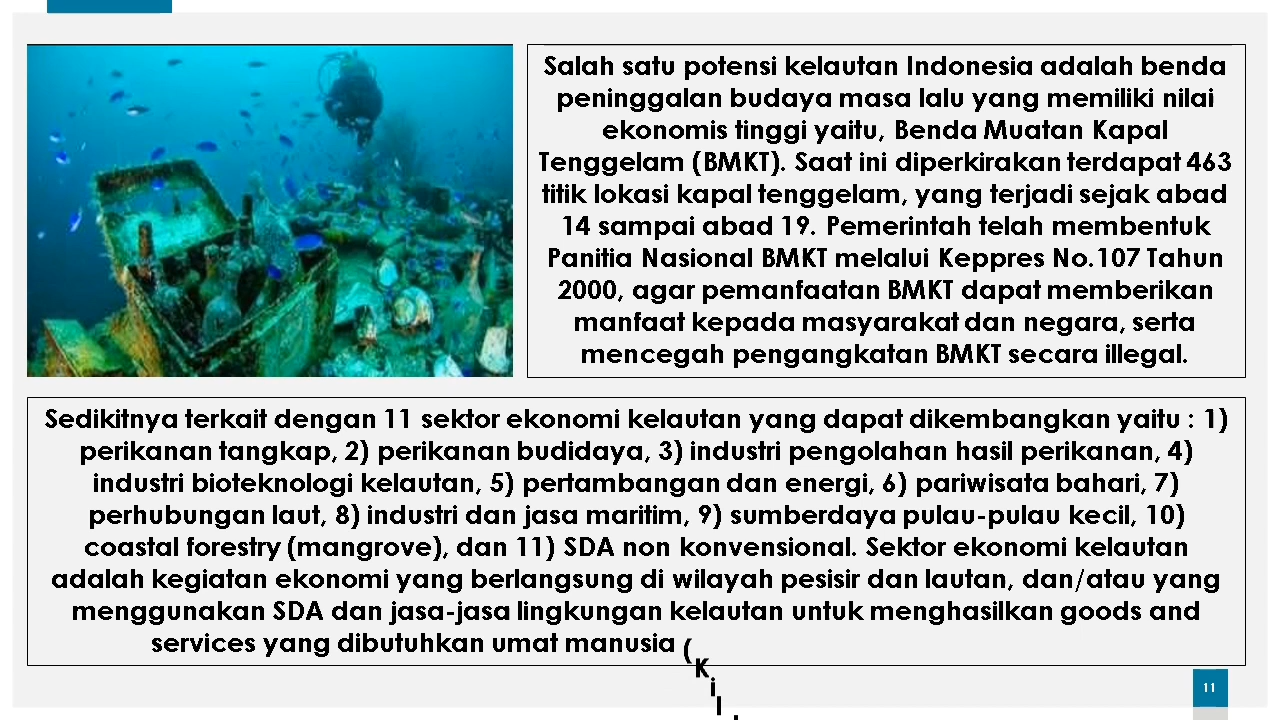 Salah satu potensi kelautan Indonesia adalah benda
peninggalan budaya masa lalu yang memiliki nilai
ekonomis tinggi yaitu, Benda Muatan Kapal
Tenggelam (BMKT). Saat ini diperkirakan terdapat 463
titik lokasi kapal tenggelam, yang terjadi sejak abad
14 sampai abad 19. Pemerintah telah membentuk
Panitia Nasional BMKT melalui Keppres No.107 Tahun
2000, agar pemanfaatan BMKT dapat memberikan
manfaat kepada masyarakat dan negara, serta
mencegah pengangkatan BMKT secara illegal.
Sedikitnya terkait dengan 11 sektor ekonomi kelautan yang dapat dikembangkan yaitu : 1)
perikanan tangkap, 2) perikanan budidaya, 3) industri pengolahan hasil perikanan, 4)
industri bioteknologi kelautan, 5) pertambangan dan energi, 6) pariwisata bahari, 7)
perhubungan laut, 8) industri dan jasa maritim, 9) sumberdaya pulau-pulau kecil, 10)
coastal forestry (mangrove), dan 11) SDA non konvensional. Sektor ekonomi kelautan
adalah kegiatan ekonomi yang berlangsung di wilayah pesisir dan lautan, dan/atau yang
menggunakan SDA dan jasa-jasa lingkungan kelautan untuk menghasilkan goods and
services yang dibutuhkan umat manusia (Kil
11